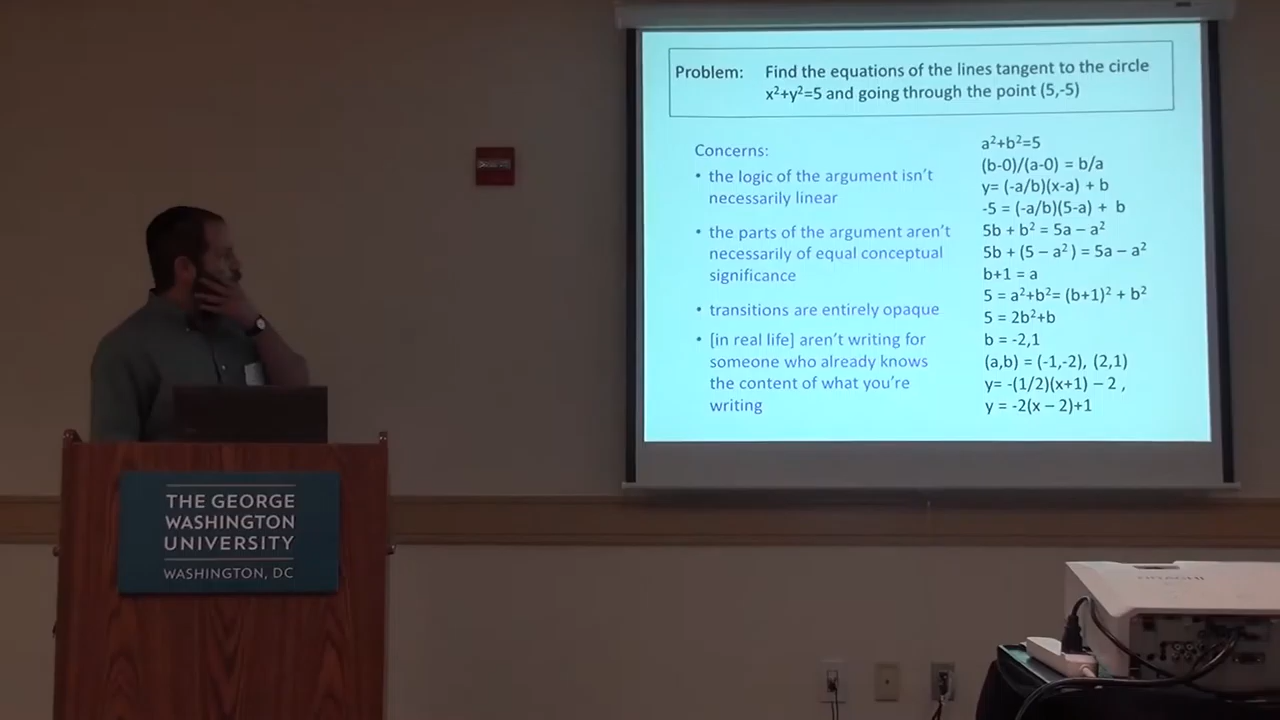 Problem: Find the equations of the lines tangent to the circle
x²+y²=5 and going through the point (5,-5)
Concerns:
• the logic of the argument isn't
necessarily linear
• the parts of the argument aren't
necessarily of equal conceptual
significance
• transitions are entirely opaque
• [in real life] aren't writing for
someone who already knows
the content of what you're
writing
a²+b²=5
(b-0)/(a-0) = b/a
y= (-a/b)(x-a) + b
-5 = (-a/b)(5-a) + b
5b + b² = 5a – a²
5b + (5 – a² ) = 5a – a²
b+1 = a
5 = a²+b²= (b+1)² + b²
5 = 2b²+b
b = -2,1
(a,b) = (-1,-2), (2,1)
y= -(1/2)(x+1) – 2 ,
y = -2(x – 2)+1
THE GEORGE
WASHINGTON
UNIVERSITY
WASHINGTON, DC
HITACHI